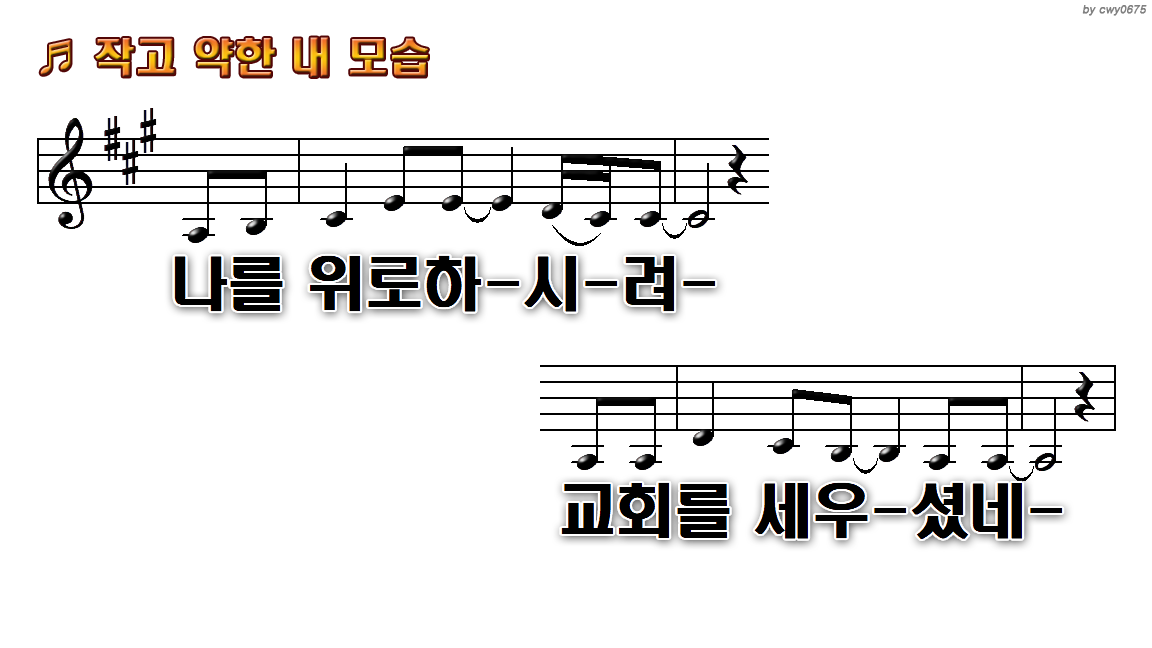 by cwy0675
♬ 작고 약한 내 모습
나를 위로하-시-려-
교회를 세우-셨네-